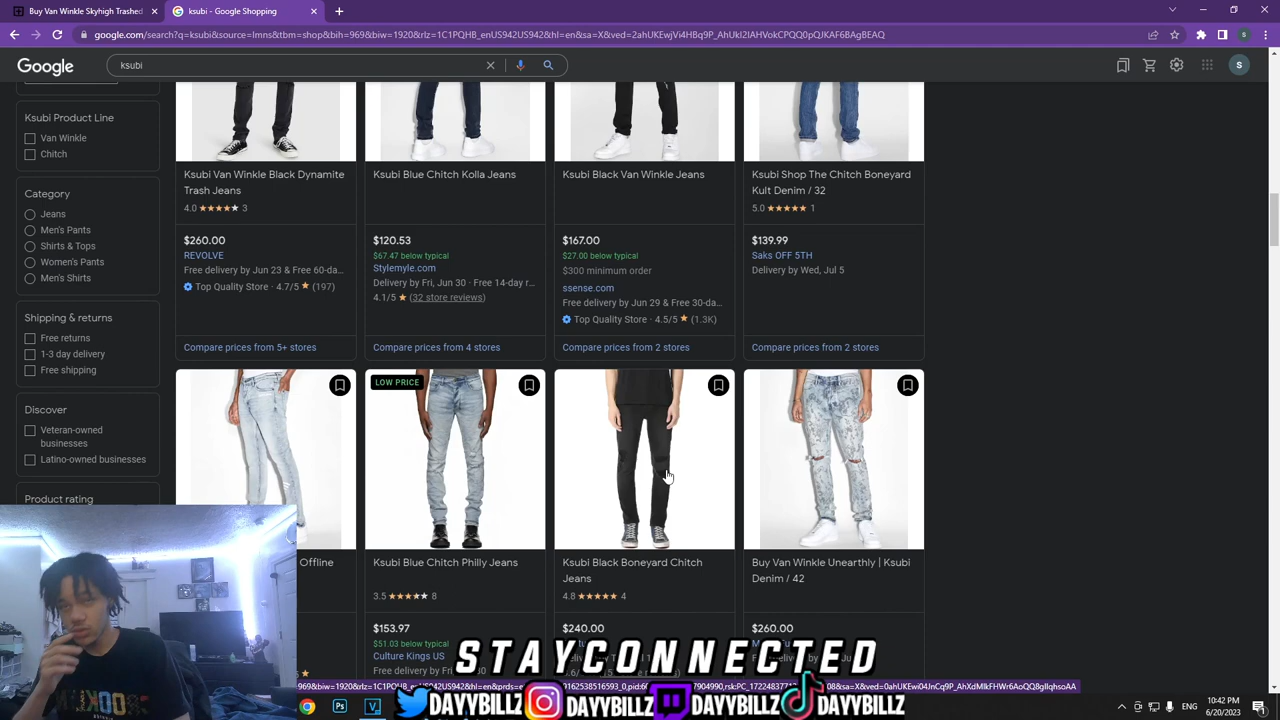 Buy Van Winkle Skyhigh Trashed
ksubi - Google Shopping
google.com/search?q=ksubi&source=lmns&tbm=shop&bih=969&biw=1920&rlz=1C1PQHB_enUS942US942&hl=en&sa=X&ved=2ahUKEwjVi4HBq9P_AhUkI2IAHVokCPQQ0pQJKAF6BAgBEAQ
Google
ksubi
S
Ksubi Product Line
Van Winkle
Chitch
Category
Jeans
Men's Pants
Shirts & Tops
Women's Pants
Men's Shirts
Shipping & returns
Free returns
1-3 day delivery
Free shipping
Discover
Veteran-owned
businesses
Latino-owned businesses
Product rating
Ksubi Van Winkle Black Dynamite
Trash Jeans
4.0 ★★★★★ 3
$260.00
REVOLVE
Free delivery by Jun 23 & Free 60-da...
Top Quality Store · 4.7/5 ★ (197)
Compare prices from 5+ stores
Ksubi Blue Chitch Kolla Jeans
$120.53
$67.47 below typical
Stylemyle.com
Delivery by Fri, Jun 30 · Free 14-day r...
4.1/5 ★ (32 store reviews)
Compare prices from 4 stores
Ksubi Black Van Winkle Jeans
$167.00
$27.00 below typical
$300 minimum order
ssense.com
Free delivery by Jun 29 & Free 30-da...
Top Quality Store · 4.5/5 ★ (1.3K)
Compare prices from 2 stores
Ksubi Shop The Chitch Boneyard
Kult Denim / 32
5.0 ★★★★★ 1
$139.99
Saks OFF 5TH
Delivery by Wed, Jul 5
Compare prices from 2 stores
Offline
LOW PRICE
Ksubi Blue Chitch Philly Jeans
3.5 ★★★★★ 8
$153.97
$51.03 below typical
Culture Kings US
Free delivery by Fri, Jun 30
Ksubi Black Boneyard Chitch
Jeans
4.8 ★★★★★ 4
$240.00
Buy Van Winkle Unearthly | Ksubi
Denim / 42
$260.00
STAYCONNECTED
DAYYBILLZ
DAYYBILLZ
DAYYBILLZ
DAYYBILLZ
10:42 PM
6/20/2023